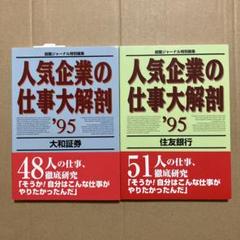 就職ジャーナル特別編集
人気企業の
仕事大解剖
'95
大和証券
48人の仕事、
徹底研究
「そうか!自分はこんな仕事が
やりたかったんだ」
就職ジャーナル特別編集
人気企業の
仕事大解剖
'95
住友銀行
51人の仕事、
徹底研究
「そうか!自分はこんな仕事が
やりたかったんだ」